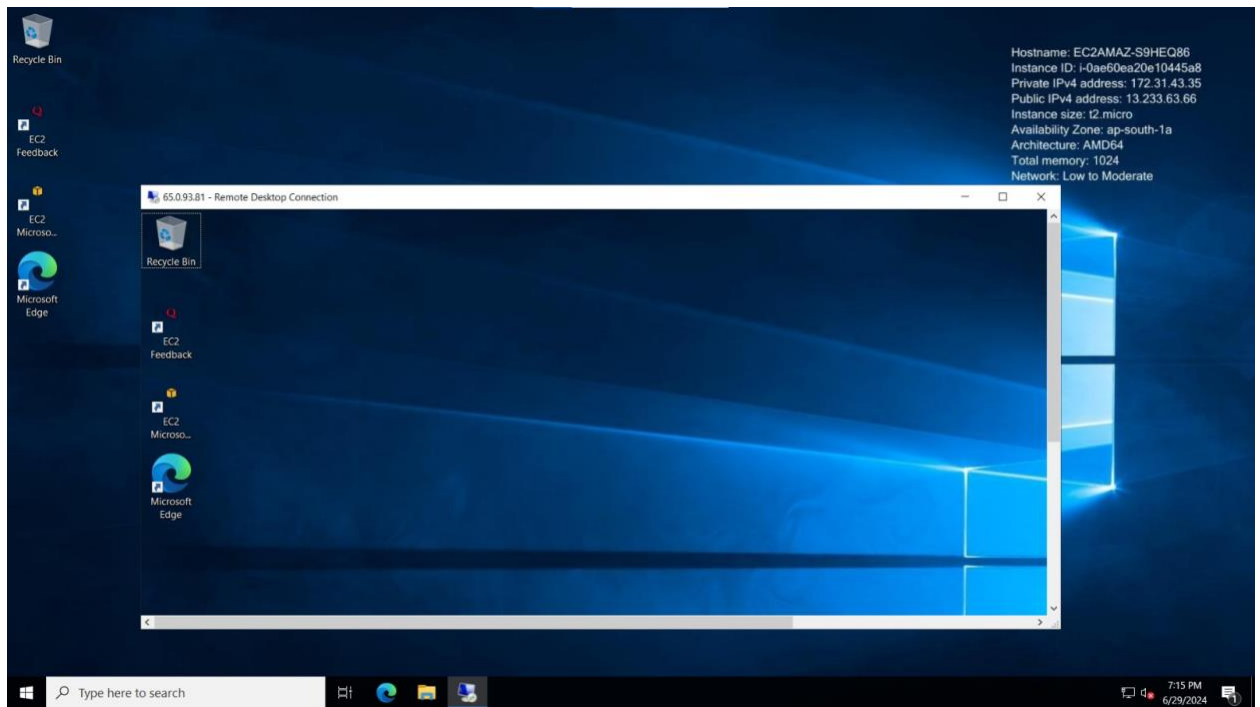 Recycle Bin
EC2
Feedback
EC2
Microso...
Microsoft
Edge
Hostname: EC2AMAZ-S9HEQ86
Instance ID: i-0ae60ea20e10445a8
Private IPv4 address: 172.31.43.35
Public IPv4 address: 13.233.63.66
Instance size: t2.micro
Availability Zone: ap-south-1a
Architecture: AMD64
Total memory: 1024
Network: Low to Moderate
65.0.93.81 - Remote Desktop Connection
Recycle Bin
EC2
Feedback
EC2
Microso...
Microsoft
Edge
Type here to search
7:15 PM
6/29/2024
1